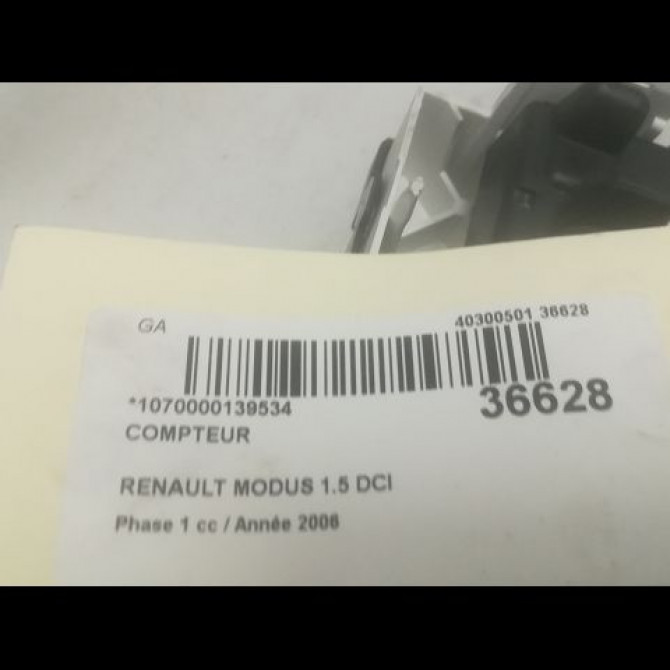 GA
40300501 36628
*1070000139534
36628
COMPTEUR
RENAULT MODUS 1.5 DCI
Phase 1 cc / Année 2006